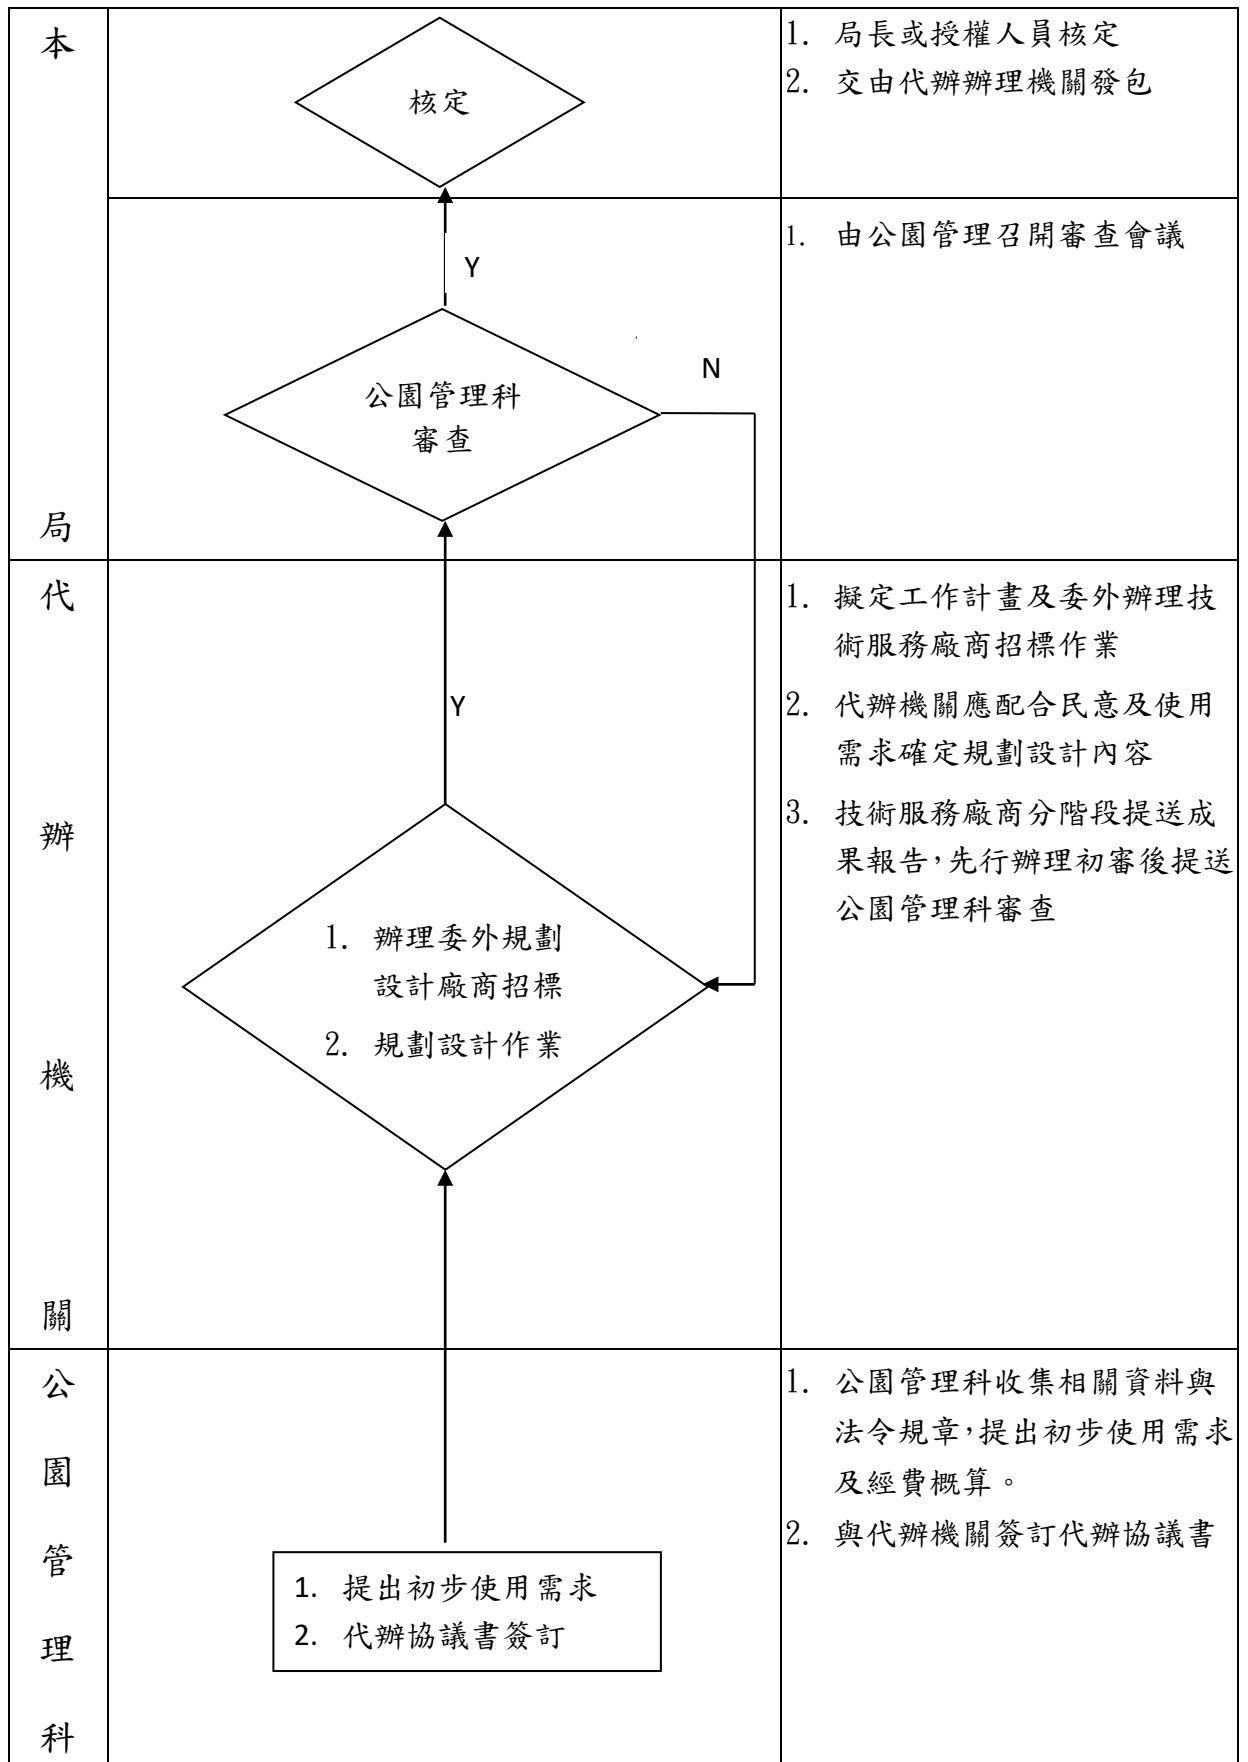 本
局
核定
1. 局長或授權人員核定
2. 交由代辦辦理機關發包
Y
公園管理科
審查
N
1. 由公園管理召開審查會議
代
辦
機
關
Y
1. 辦理委外規劃
設計廠商招標
2. 規劃設計作業
1. 擬定工作計畫及委外辦理技
術服務廠商招標作業
2. 代辦機關應配合民意及使用
需求確定規劃設計內容
3. 技術服務廠商分階段提送成
果報告，先行辦理初審後提送
公園管理科審查
公
園
管
理
科
1. 提出初步使用需求
2. 代辦協議書簽訂
1. 公園管理科收集相關資料與
法令規章，提出初步使用需求
及經費概算。
2. 與代辦機關簽訂代辦協議書